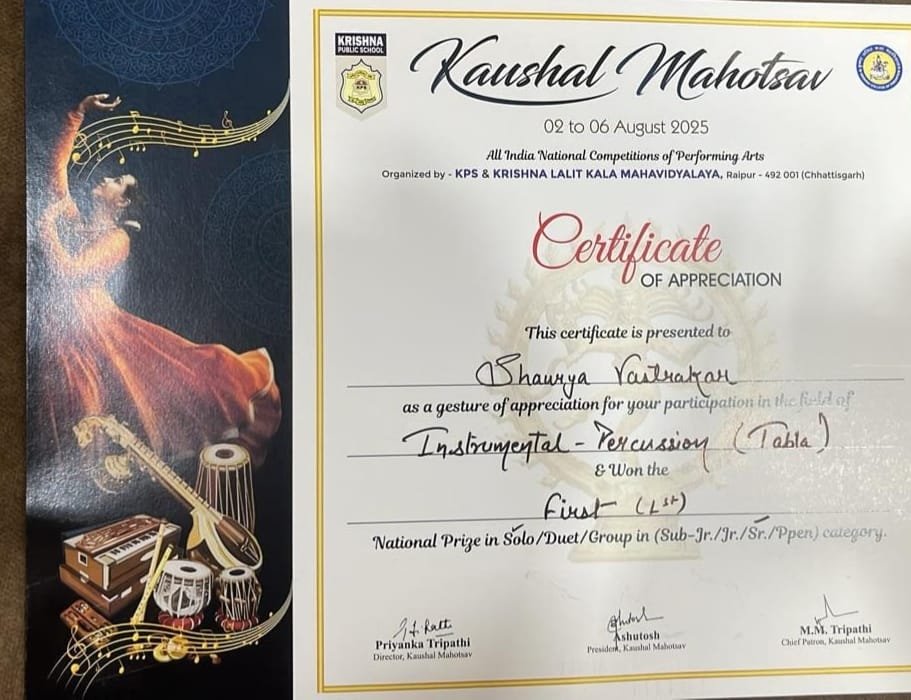 KRISHNA
PUBLIC SCHOOL
Kaushal Mahotsav
02 to 06 August 2025
All India National Competitions of Performing Arts
Organized by - KPS & KRISHNA LALIT KALA MAHAVIDYALAYA, Raipur - 492 001 (Chhattisgarh)
Certificate
OF APPRECIATION
This certificate is presented to
Shaurya Vastrakar
as a gesture of appreciation for your participation in the field of
Instrumental - Percussion (Tabla)
& Won the
First (1st)
National Prize in Solo/Duet/Group in (Sub-Jr./Jr./Sr./Ppen) category.
Priyanka Tripathi
Director, Kaushal Mahotsav
Ashutosh
President, Kaushal Mahotsav
M.M. Tripathi
Chief Patron, Kaushal Mahotsav